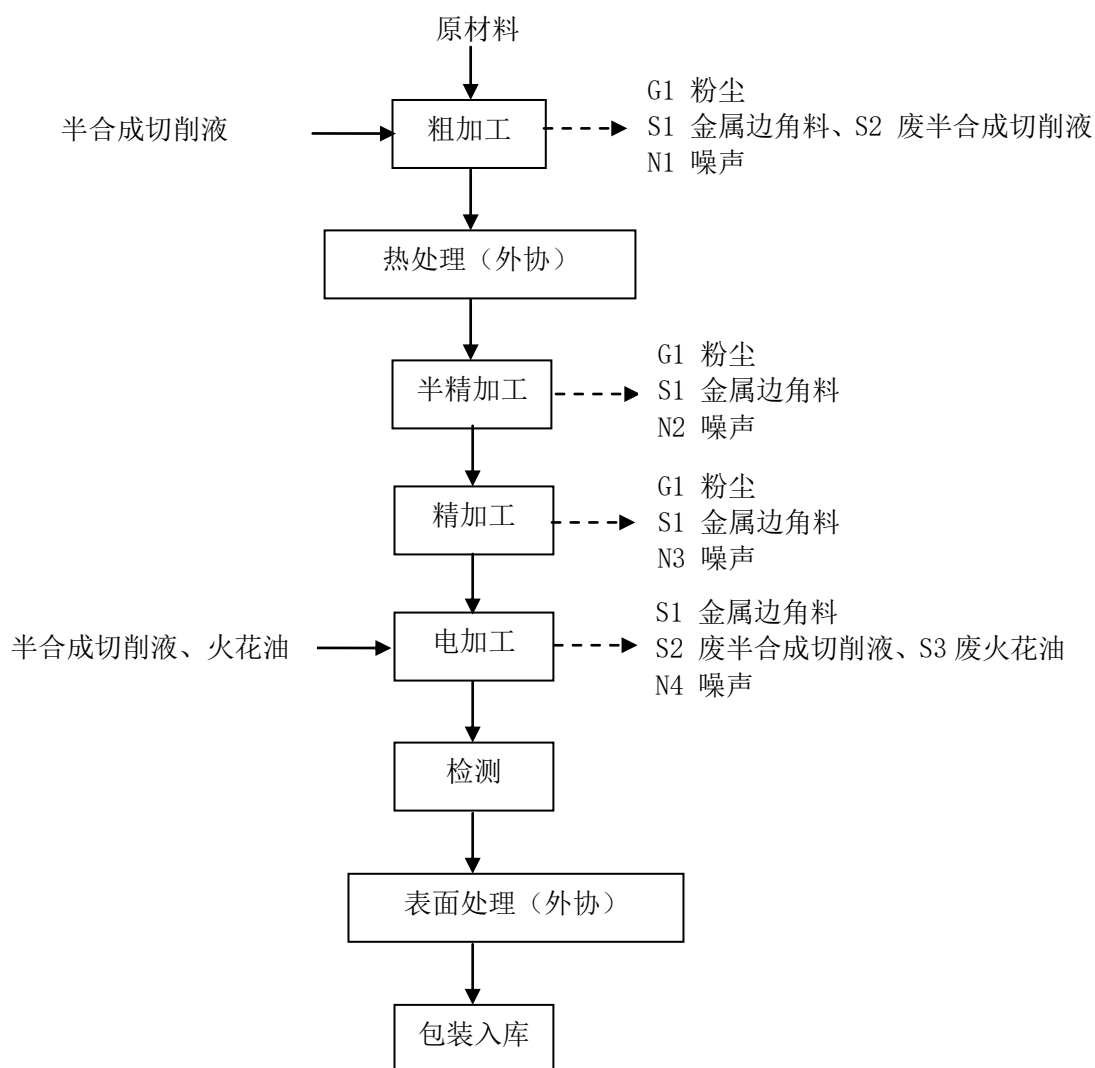 原材料
G1 粉尘
半合成切削液
粗加工
S1 金属边角料、S2 废半合成切削液
N1 噪声
热处理（外协）
G1 粉尘
半精加工
S1 金属边角料
N2 噪声
G1 粉尘
精加工
S1 金属边角料
N3 噪声
S1 金属边角料
半合成切削液、火花油
电加工
S2 废半合成切削液、S3 废火花油
N4 噪声
检测
表面处理（外协）
包装入库